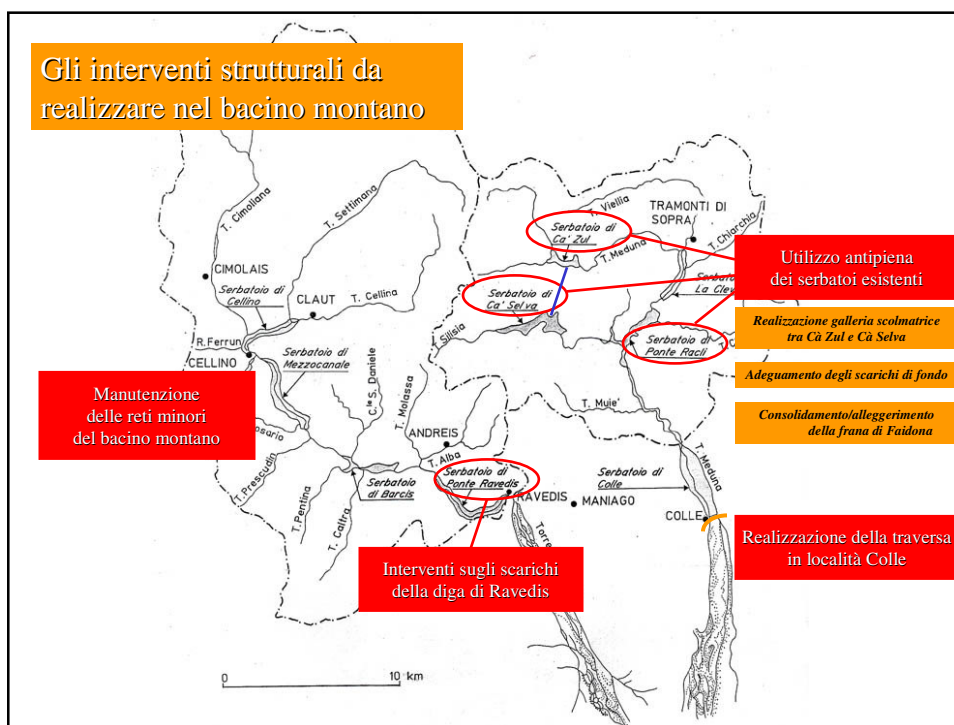 Gli interventi strutturali da
realizzare nel bacino montano
T. Cimoliana
T. Settimana
CIMOLAIS
Serbatoio di
Cellino
CLAUT
T. Cellina
R. Ferrun
CELLINO
Serbatoio di
Mezzocanale
Manutenzione
delle reti minori
del bacino montano
T. Prescudin
T. Pentina
T. Caltra
C.le S. Daniele
T. Molassa
Serbatoio
di Barcis
ANDREIS
T. Alba
Serbatoio di
Ponte Ravedis
RAVEDIS
MANIAGO
Interventi sugli scarichi
della diga di Ravedis
T. Viellia
TRAMONTI DI
SOPRA
T. Chiarchia
Serbatoio di
Ca' Zul
T. Meduna
Serbatoio di
Ca' Selva
T. Silisia
La
Serbatoio di
Ponte Racli
T. Muie'
T. Meduna
Serbatoio di
Colle
COLLE
Utilizzo antipiena
dei serbatoi esistenti
Realizzazione galleria scolmatrice
tra Cà Zul e Cà Selva
Adeguamento degli scarichi di fondo
Consolidamento/alleggerimento
della frana di Faidona
Realizzazione della traversa
in località Colle
0 10 km